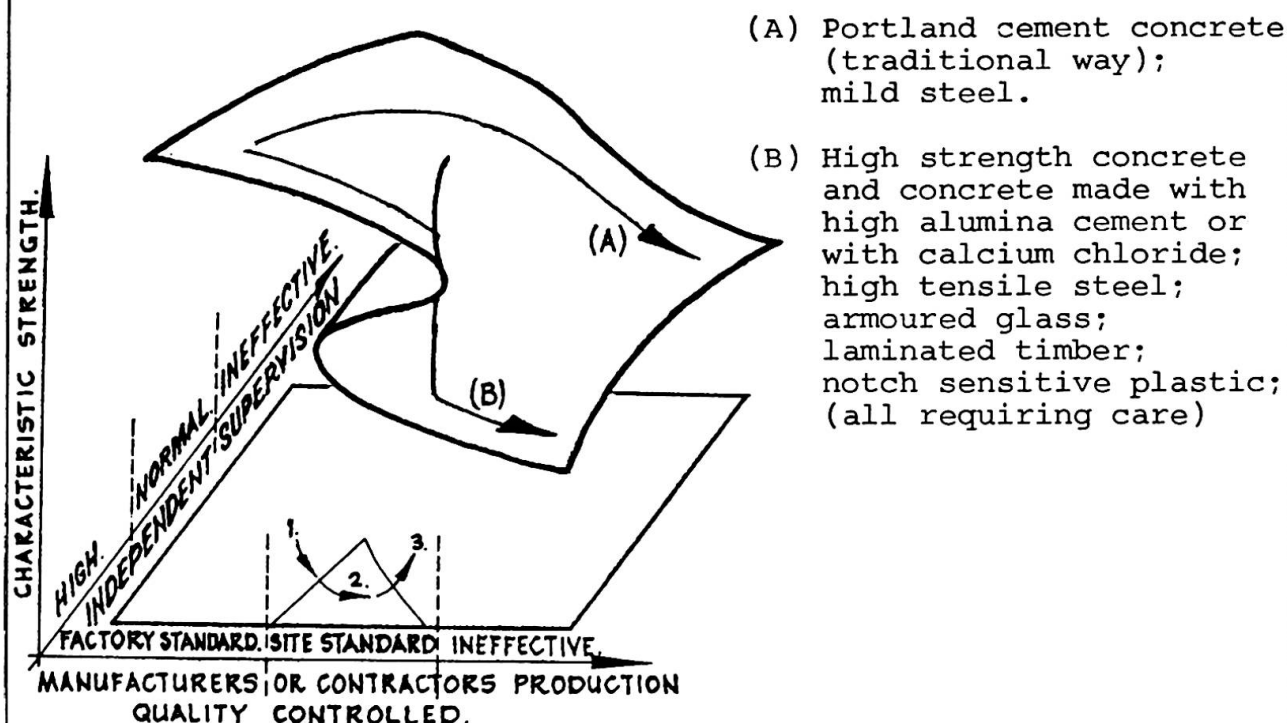 (A) Portland cement concrete
(traditional way);
mild steel.
(B) High strength concrete
and concrete made with
high alumina cement or
with calcium chloride;
high tensile steel;
armoured glass;
laminated timber;
notch sensitive plastic;
(all requiring care)
CHARACTERISTIC STRENGTH.
HIGH. NORMAL. INEFFECTIVE.
INDEPENDENT SUPERVISION
(A)
(B)
1.
2.
3.
FACTORY STANDARD. SITE STANDARD INEFFECTIVE.
MANUFACTURERS OR CONTRACTORS PRODUCTION
QUALITY CONTROLLED.